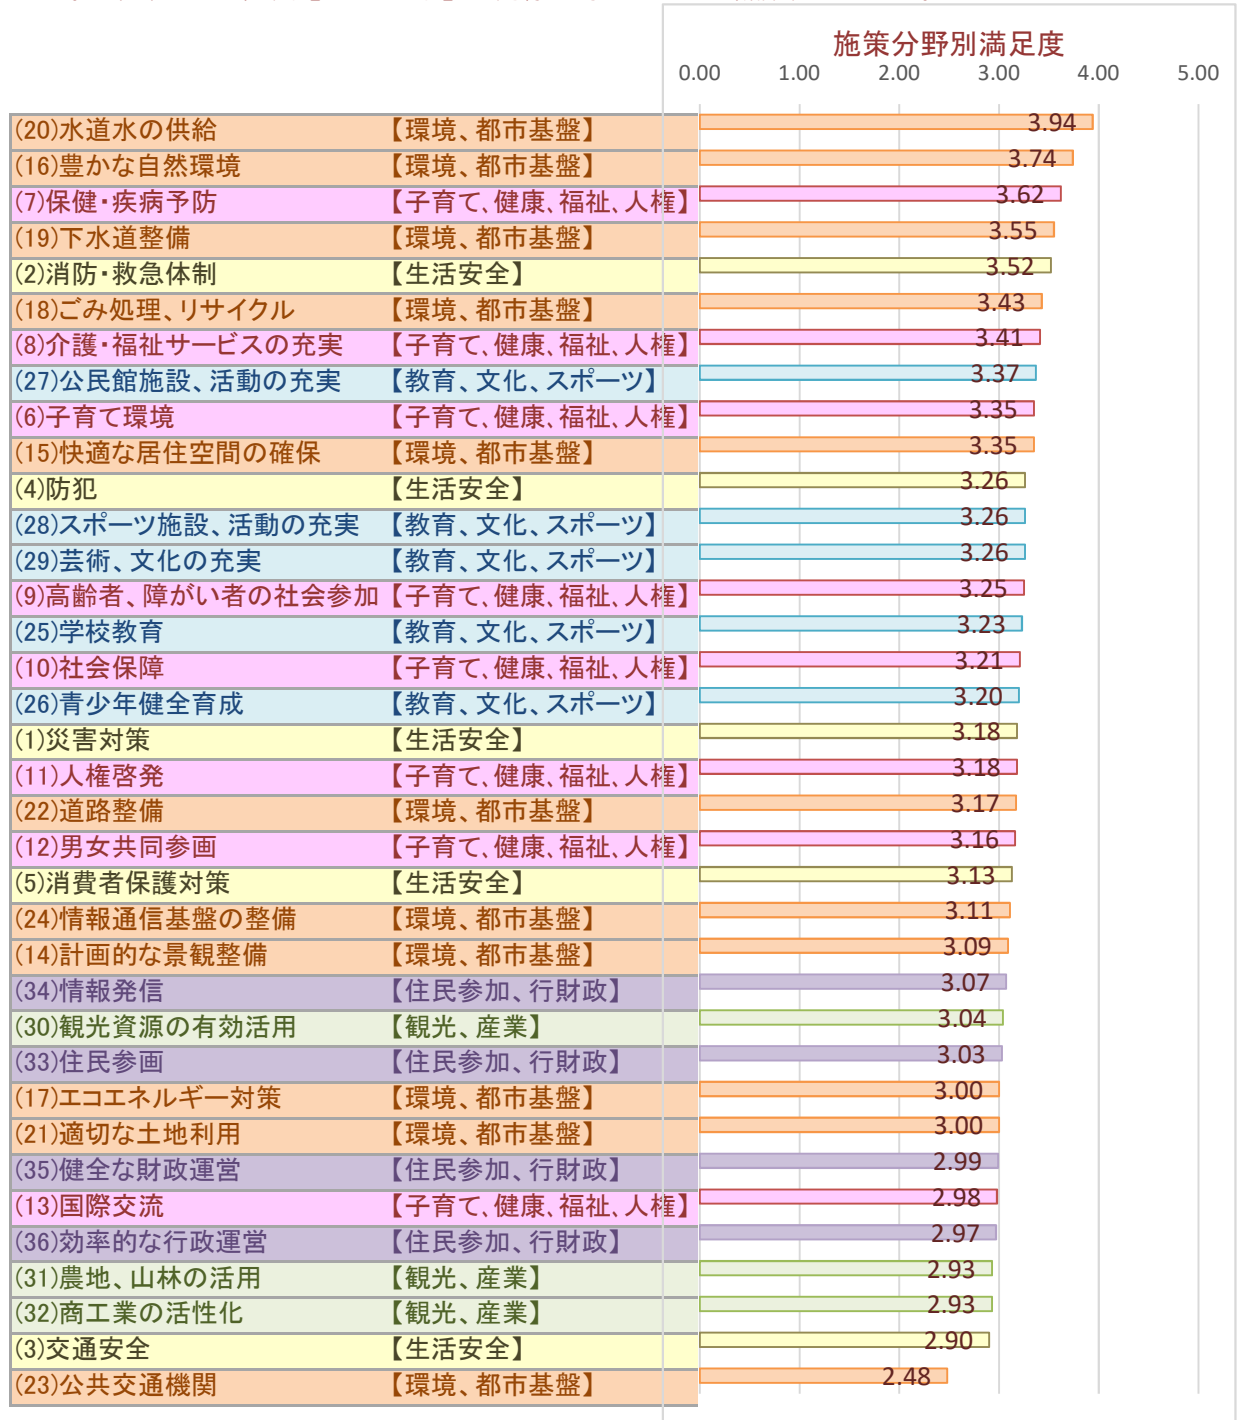 施策分野別満足度
0.00 1.00 2.00 3.00 4.00 5.00
(20)水道水の供給 【環境、都市基盤】 3.94
(16)豊かな自然環境 【環境、都市基盤】 3.74
(7)保健・疾病予防 【子育て、健康、福祉、人権】 3.62
(19)下水道整備 【環境、都市基盤】 3.55
(2)消防・救急体制 【生活安全】 3.52
(18)ごみ処理、リサイクル 【環境、都市基盤】 3.43
(8)介護・福祉サービスの充実 【子育て、健康、福祉、人権】 3.41
(27)公民館施設、活動の充実 【教育、文化、スポーツ】 3.37
(6)子育て環境 【子育て、健康、福祉、人権】 3.35
(15)快適な居住空間の確保 【環境、都市基盤】 3.35
(4)防犯 【生活安全】 3.26
(28)スポーツ施設、活動の充実 【教育、文化、スポーツ】 3.26
(29)芸術、文化の充実 【教育、文化、スポーツ】 3.26
(9)高齢者、障がい者の社会参加 【子育て、健康、福祉、人権】 3.25
(25)学校教育 【教育、文化、スポーツ】 3.23
(10)社会保障 【子育て、健康、福祉、人権】 3.21
(26)青少年健全育成 【教育、文化、スポーツ】 3.20
(1)災害対策 【生活安全】 3.18
(11)人権啓発 【子育て、健康、福祉、人権】 3.18
(22)道路整備 【環境、都市基盤】 3.17
(12)男女共同参画 【子育て、健康、福祉、人権】 3.16
(5)消費者保護対策 【生活安全】 3.13
(24)情報通信基盤の整備 【環境、都市基盤】 3.11
(14)計画的な景観整備 【環境、都市基盤】 3.09
(34)情報発信 【住民参加、行財政】 3.07
(30)観光資源の有効活用 【観光、産業】 3.04
(33)住民参画 【住民参加、行財政】 3.03
(17)エコエネルギー対策 【環境、都市基盤】 3.00
(21)適切な土地利用 【環境、都市基盤】 3.00
(35)健全な財政運営 【住民参加、行財政】 2.99
(13)国際交流 【子育て、健康、福祉、人権】 2.98
(36)効率的な行政運営 【住民参加、行財政】 2.97
(31)農地、山林の活用 【観光、産業】 2.93
(32)商工業の活性化 【観光、産業】 2.93
(3)交通安全 【生活安全】 2.90
(23)公共交通機関 【環境、都市基盤】 2.48